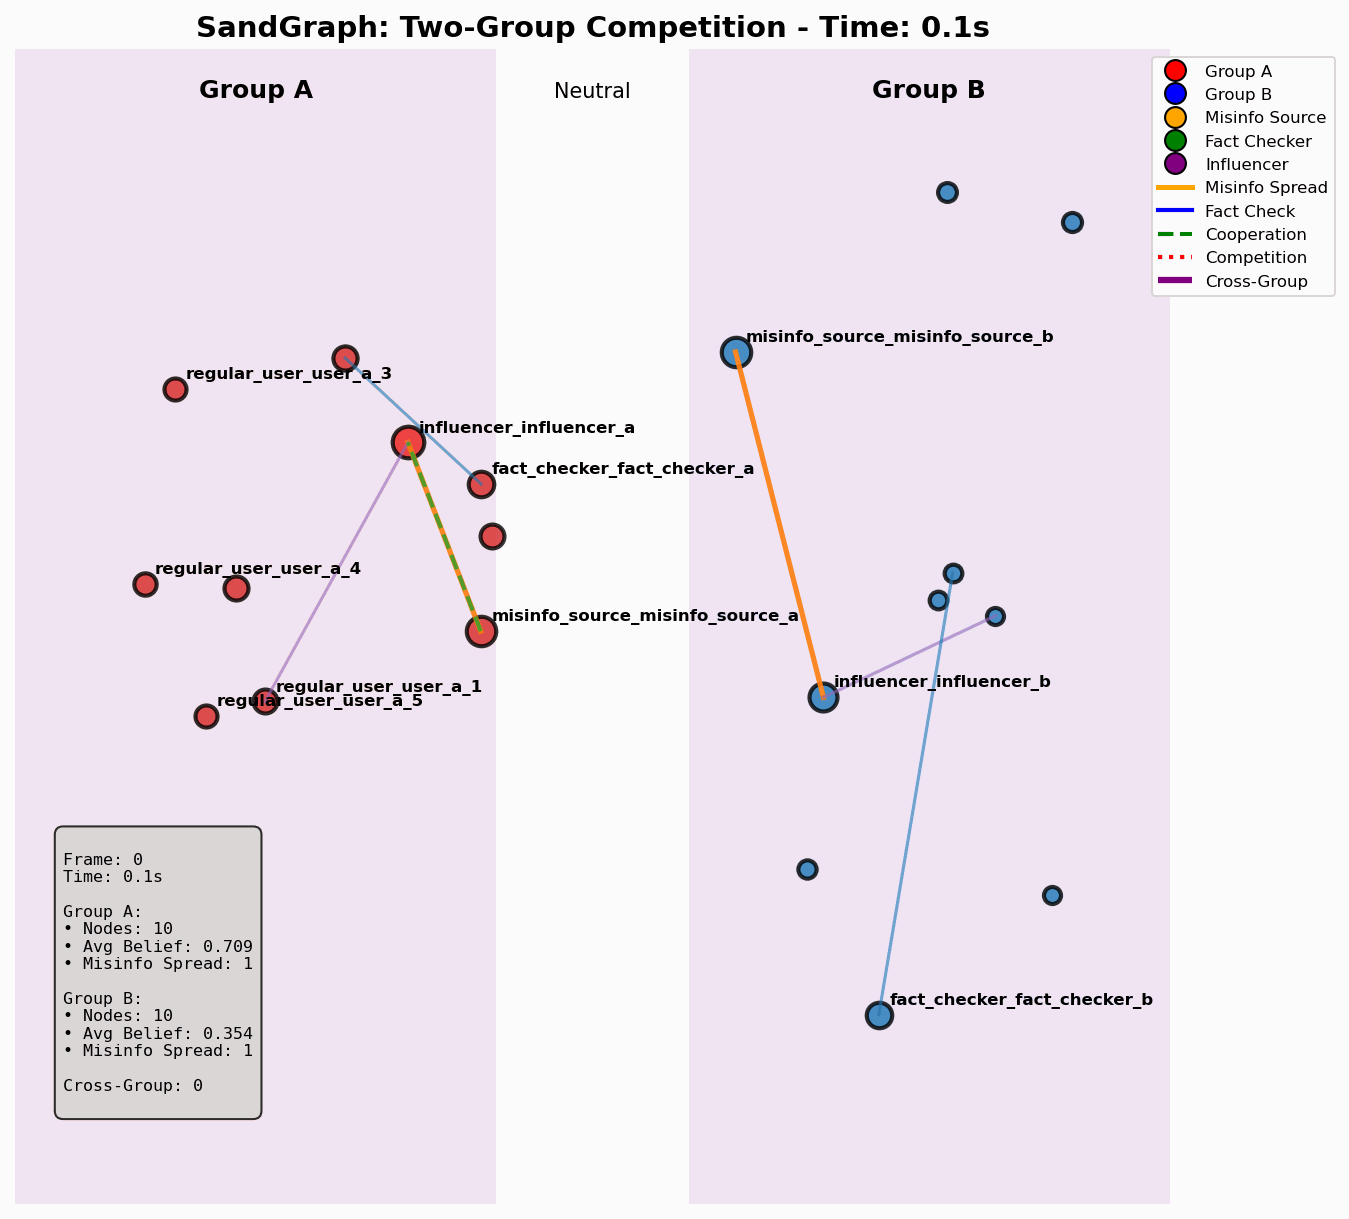 SandGraph: Two-Group Competition - Time: 0.1s
Group A
Neutral
Group B
Group A
Group B
Misinfo Source
Fact Checker
Influencer
Misinfo Spread
Fact Check
Cooperation
Competition
Cross-Group
misinfo_source_misinfo_source_b
regular_user_user_a_3
influencer_influencer_a
fact_checker_fact_checker_a
regular_user_user_a_4
misinfo_source_misinfo_source_a
influencer_influencer_b
regular_user_user_a_1
regular_user_user_a_5
Frame: 0
Time: 0.1s
Group A:
• Nodes: 10
• Avg Belief: 0.709
• Misinfo Spread: 1
Group B:
• Nodes: 10
• Avg Belief: 0.354
• Misinfo Spread: 1
Cross-Group: 0
fact_checker_fact_checker_b